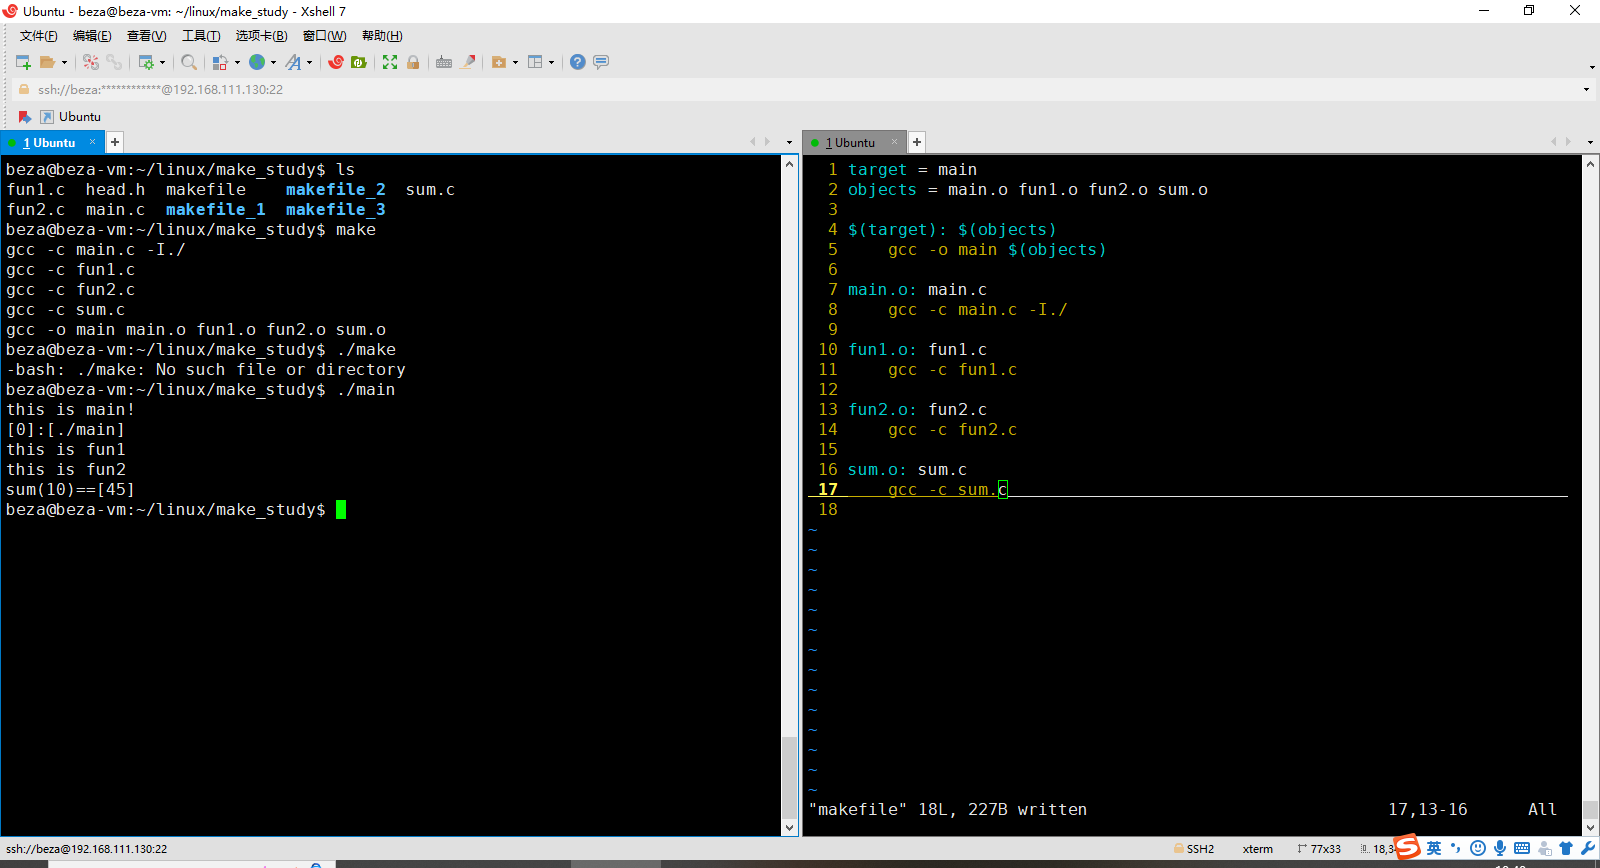 Ubuntu - beza@beza-vm: ~/linux/make_study - Xshell 7
文件(F) 编辑(E) 查看(V) 工具(T) 选项卡(B) 窗口(W) 帮助(H)
ssh://beza:************@192.168.111.130:22
Ubuntu
1 Ubuntu
beza@beza-vm:~/linux/make_study$ ls
fun1.c  head.h  makefile    makefile_2  sum.c
fun2.c  main.c  makefile_1  makefile_3
beza@beza-vm:~/linux/make_study$ make
gcc -c main.c -I./
gcc -c fun1.c
gcc -c fun2.c
gcc -c sum.c
gcc -o main main.o fun1.o fun2.o sum.o
beza@beza-vm:~/linux/make_study$ ./make
-bash: ./make: No such file or directory
beza@beza-vm:~/linux/make_study$ ./main
this is main!
[0]:[./main]
this is fun1
this is fun2
sum(10)==[45]
beza@beza-vm:~/linux/make_study$
1 Ubuntu
1 target = main
2 objects = main.o fun1.o fun2.o sum.o
3
4 $(target): $(objects)
5     gcc -o main $(objects)
6
7 main.o: main.c
8     gcc -c main.c -I./
9
10 fun1.o: fun1.c
11     gcc -c fun1.c
12
13 fun2.o: fun2.c
14     gcc -c fun2.c
15
16 sum.o: sum.c
17     gcc -c sum.c
18
~
~
~
~
~
~
~
~
~
~
~
~
~
~
"makefile" 18L, 227B written 17,13-16 All
ssh://beza@192.168.111.130:22 SSH2 xterm 77x33 英